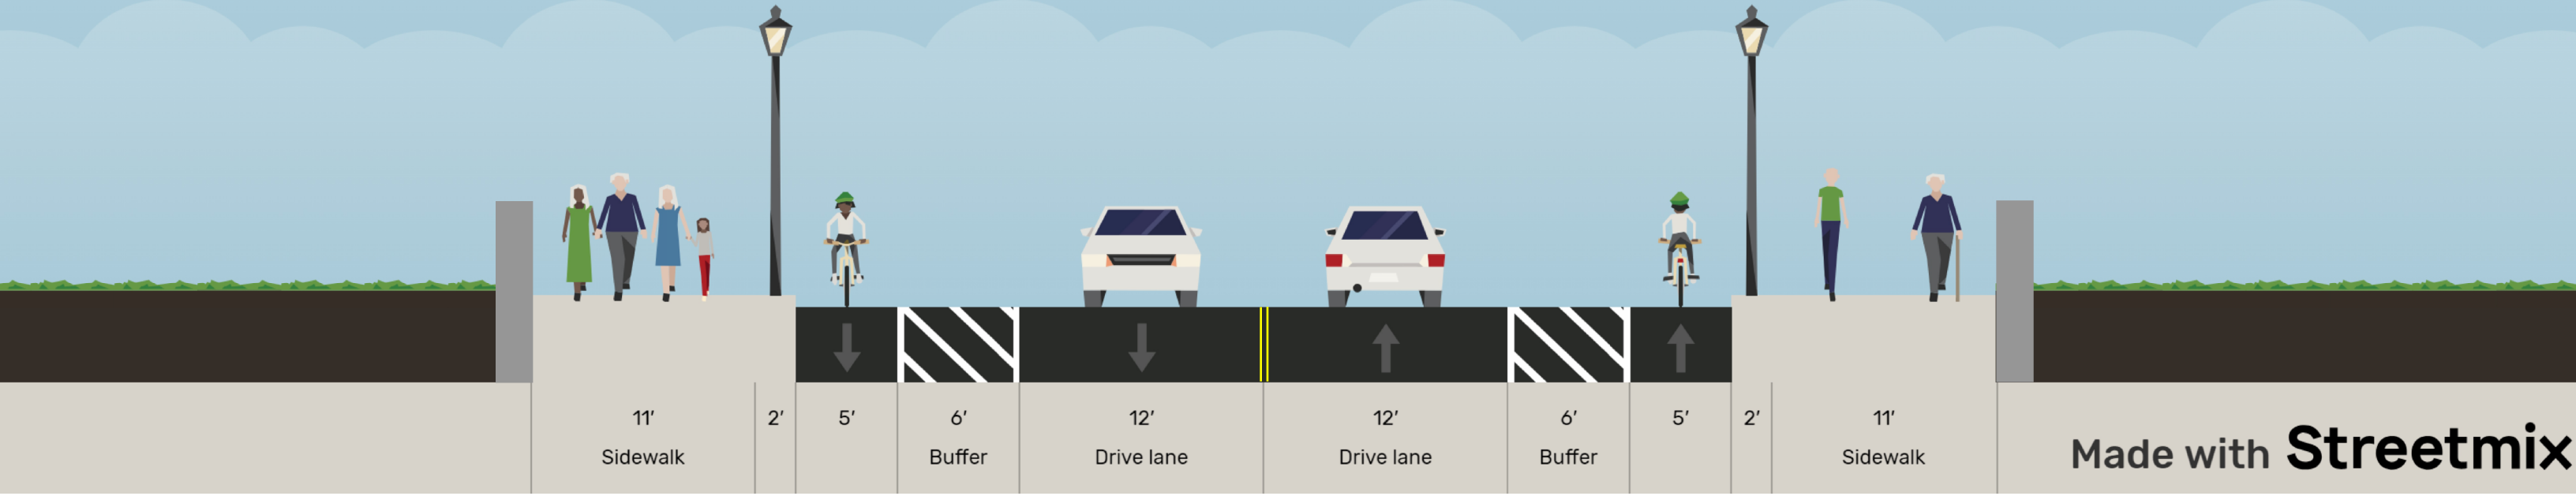 11′ 2′ 5′ 6′ 12′ 12′ 6′ 5′ 2′ 11′
Sidewalk Buffer Drive lane Drive lane Buffer Sidewalk
Made with Streetmix